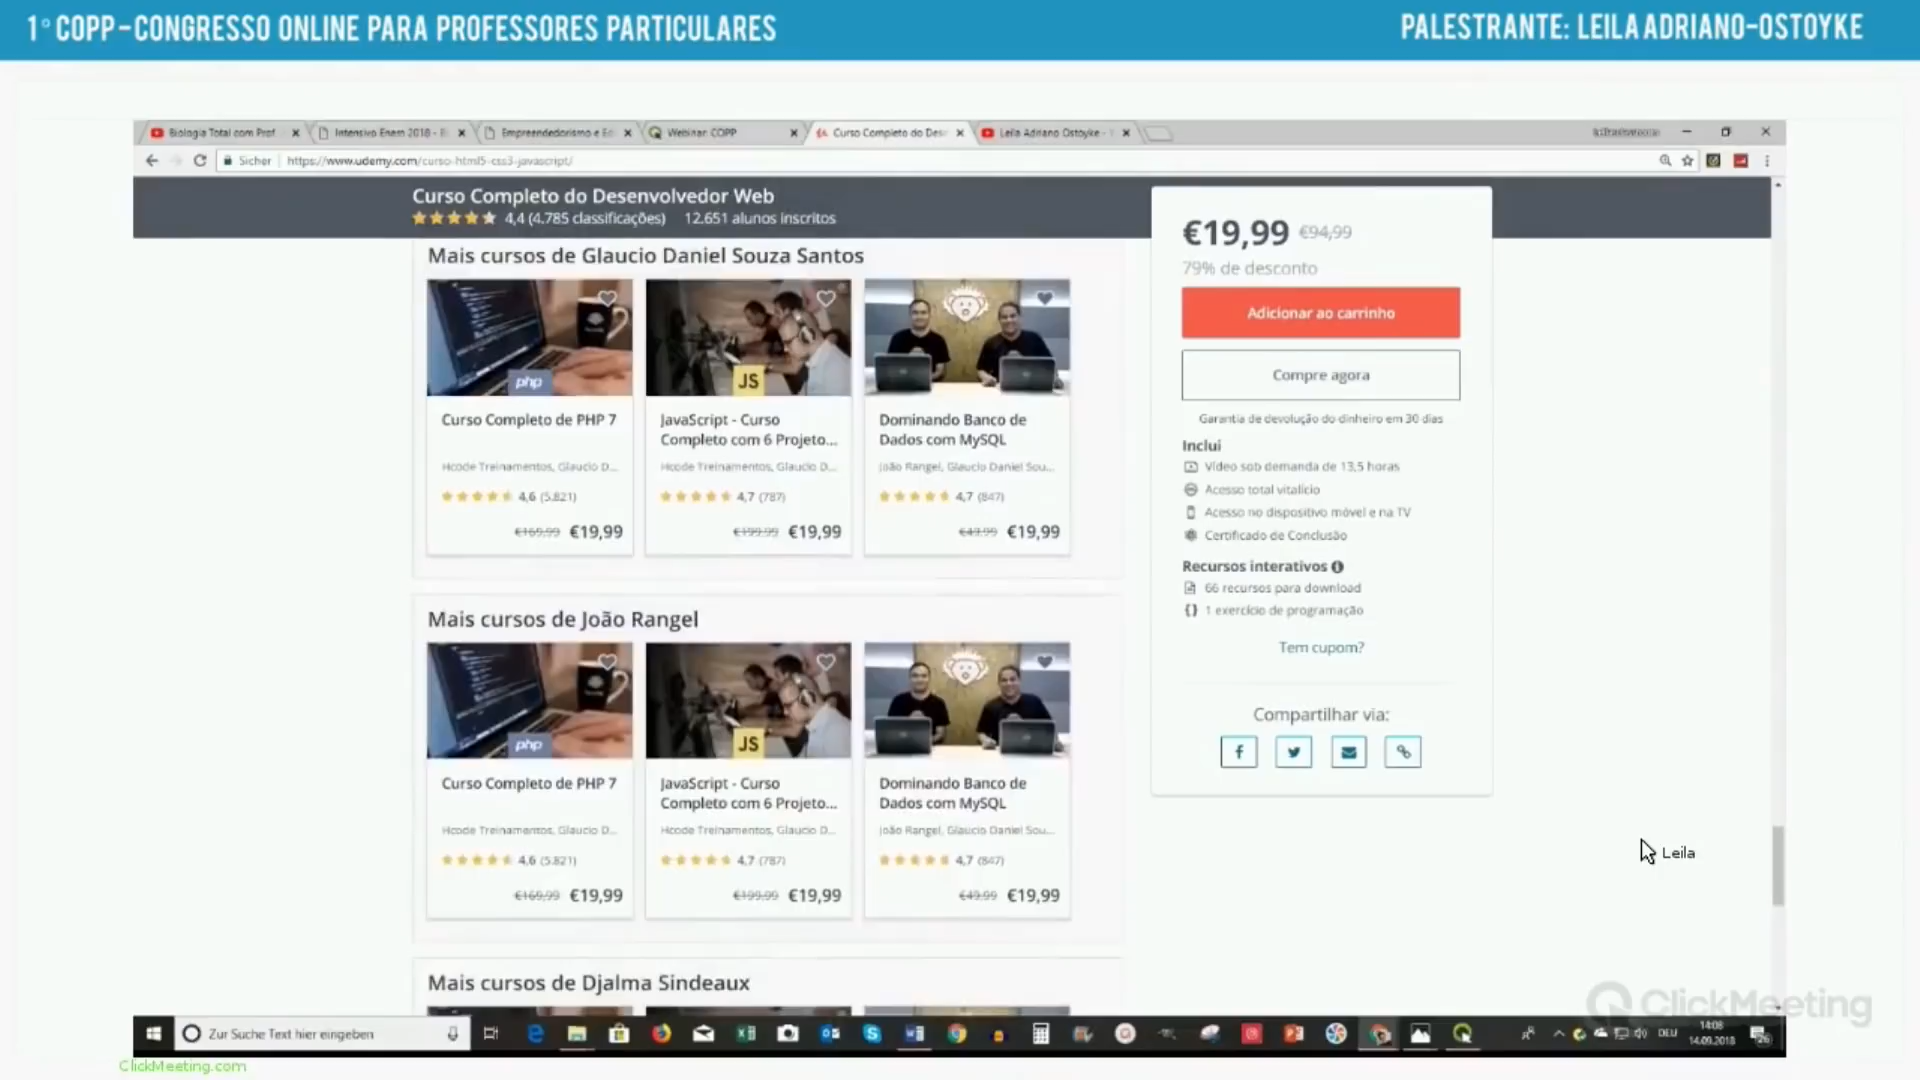 1º COPP - CONGRESSO ONLINE PARA PROFESSORES PARTICULARES
PALESTRANTE: LEILA ADRIANO-OSTOYKE
Biologia Total com Prof
Intensivo Enem 2018 - B
Empreendedorismo e Ed
Webinar COPP
Curso Completo do Dese
Leila Adriano Ostoyke -
Sicher
https://www.udemy.com/curso-html5-css3-javascript/
Curso Completo do Desenvolvedor Web
4,4 (4.785 classificações) 12.651 alunos inscritos
Mais cursos de Glaucio Daniel Souza Santos
php
JS
Curso Completo de PHP 7
Hcode Treinamentos, Glaucio D...
4,6 (5.821)
€169,99 €19,99
JavaScript - Curso
Completo com 6 Projeto...
Hcode Treinamentos, Glaucio D...
4,7 (787)
€199,99 €19,99
Dominando Banco de
Dados com MySQL
João Rangel, Glaucio Daniel Sou...
4,7 (847)
€49,99 €19,99
Mais cursos de João Rangel
php
JS
Curso Completo de PHP 7
Hcode Treinamentos, Glaucio D...
4,6 (5.821)
€169,99 €19,99
JavaScript - Curso
Completo com 6 Projeto...
Hcode Treinamentos, Glaucio D...
4,7 (787)
€199,99 €19,99
Dominando Banco de
Dados com MySQL
João Rangel, Glaucio Daniel Sou...
4,7 (847)
€49,99 €19,99
Mais cursos de Djalma Sindeaux
€19,99 €94,99
79% de desconto
Adicionar ao carrinho
Compre agora
Garantia de devolução do dinheiro em 30 dias
Inclui
Vídeo sob demanda de 13,5 horas
Acesso total vitalício
Acesso no dispositivo móvel e na TV
Certificado de Conclusão
Recursos interativos
66 recursos para download
1 exercício de programação
Tem cupom?
Compartilhar via:
Leila
ClickMeeting
Zur Suche Text hier eingeben
DEU
14:08
14.09.2018
26
ClickMeeting.com